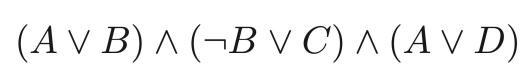 (A ∨ B) ∧ (¬B ∨ C) ∧ (A ∨ D)